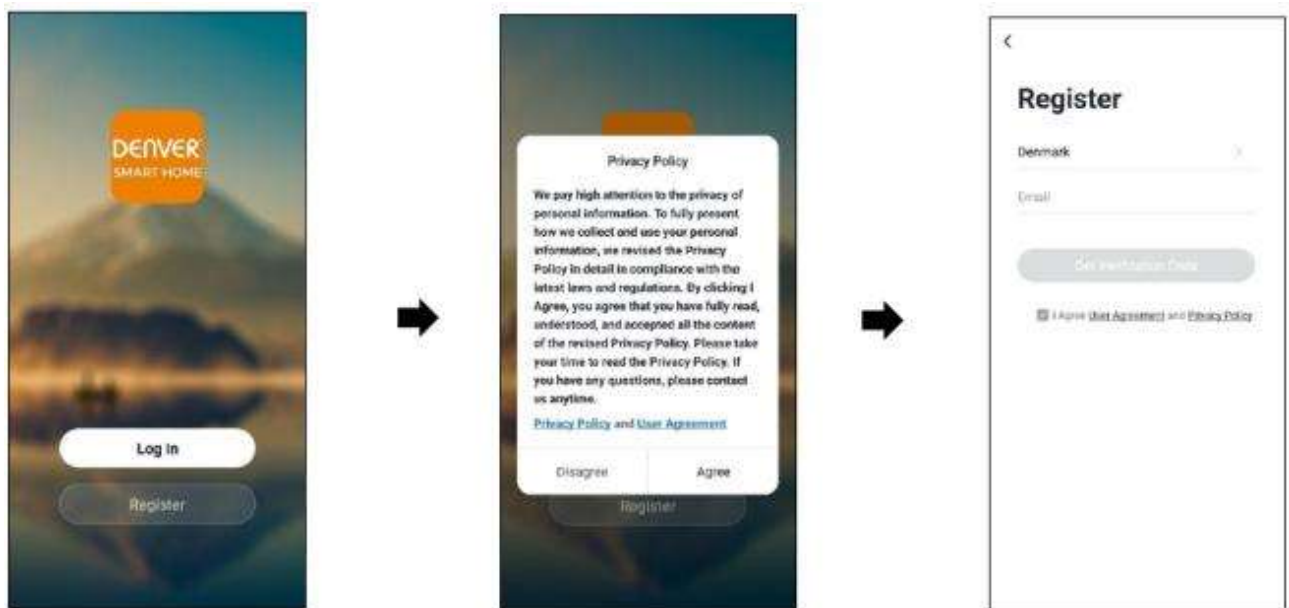 DENVER
SMART HOME
Log In
Register
Privacy Policy
We pay high attention to the privacy of
personal information. To fully present
how we collect and use your personal
information, we revised the Privacy
Policy in detail in compliance with the
latest laws and regulations. By clicking I
Agree, you agree that you have fully read,
understood, and accepted all the content
of the revised Privacy Policy. Please take
your time to read the Privacy Policy. If
you have any questions, please contact
us anytime.
Privacy Policy and User Agreement
Disagree
Agree
Register
Register
Denmark
Email
Get Verification Code
I Agree User Agreement and Privacy Policy